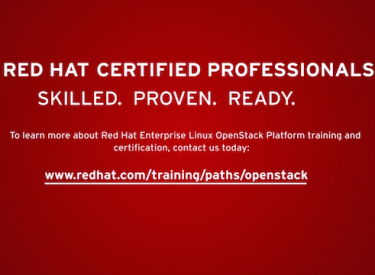 RED HAT CERTIFIED PROFESSIONALS
SKILLED. PROVEN. READY.
To learn more about Red Hat Enterprise Linux OpenStack Platform training and
certification, contact us today:
www.redhat.com/training/paths/openstack